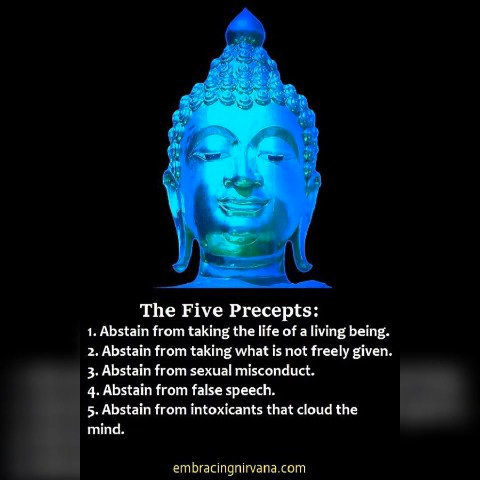 The Five Precepts:
1. Abstain from taking the life of a living being.
2. Abstain from taking what is not freely given.
3. Abstain from sexual misconduct.
4. Abstain from false speech.
5. Abstain from intoxicants that cloud the
mind.
embracingnirvana.com